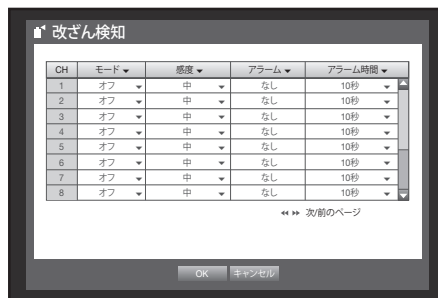 改ざん検知
CH モード 感度 アラーム アラーム時間
1 オフ 中 なし 10秒
2 オフ 中 なし 10秒
3 オフ 中 なし 10秒
4 オフ 中 なし 10秒
5 オフ 中 なし 10秒
6 オフ 中 なし 10秒
7 オフ 中 なし 10秒
8 オフ 中 なし 10秒
次/前のページ
OK キャンセル